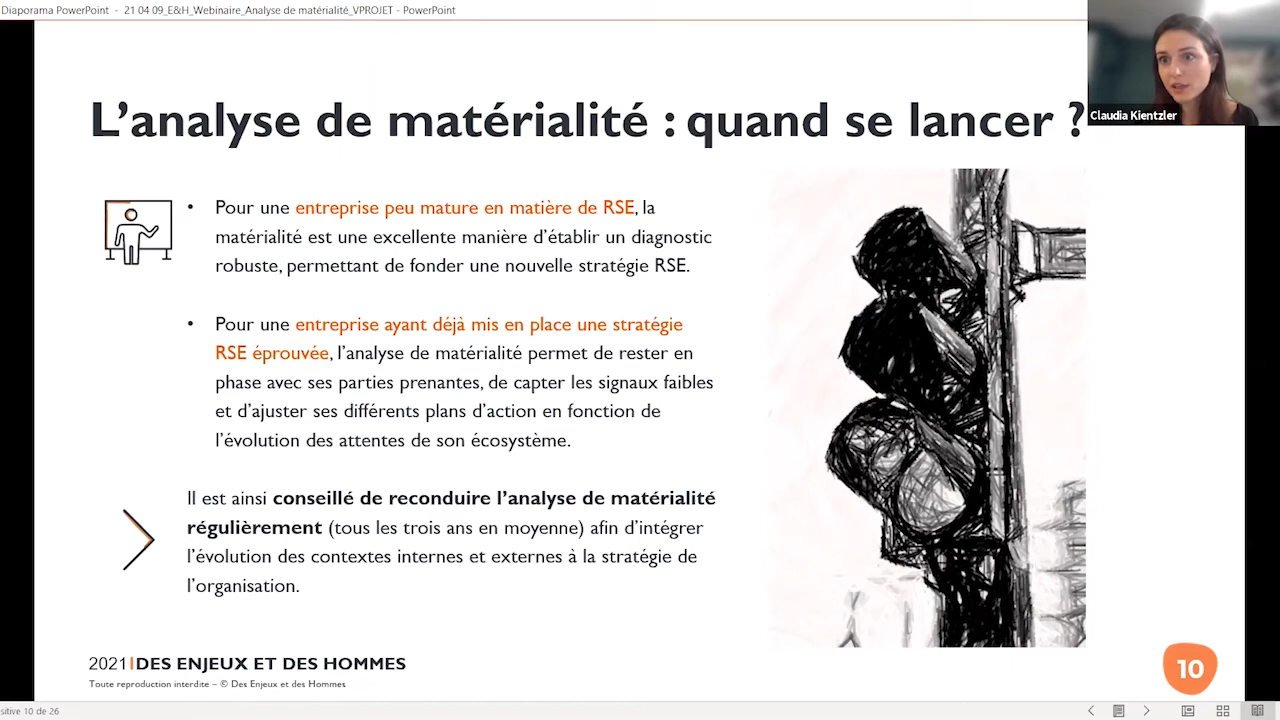 Diaporama PowerPoint - 21 04 09_E&H_Webinaire_Analyse de matérialité_VPROJET - PowerPoint
L'analyse de matérialité : quand se lancer ?
Claudia Kientzler
• Pour une entreprise peu mature en matière de RSE, la
matérialité est une excellente manière d'établir un diagnostic
robuste, permettant de fonder une nouvelle stratégie RSE.
• Pour une entreprise ayant déjà mis en place une stratégie
RSE éprouvée, l'analyse de matérialité permet de rester en
phase avec ses parties prenantes, de capter les signaux faibles
et d'ajuster ses différents plans d'action en fonction de
l'évolution des attentes de son écosystème.
Il est ainsi conseillé de reconduire l'analyse de matérialité
régulièrement (tous les trois ans en moyenne) afin d'intégrer
l'évolution des contextes internes et externes à la stratégie de
l'organisation.
2021 | DES ENJEUX ET DES HOMMES
Toute reproduction interdite – © Des Enjeux et des Hommes
10
sitive 10 de 26